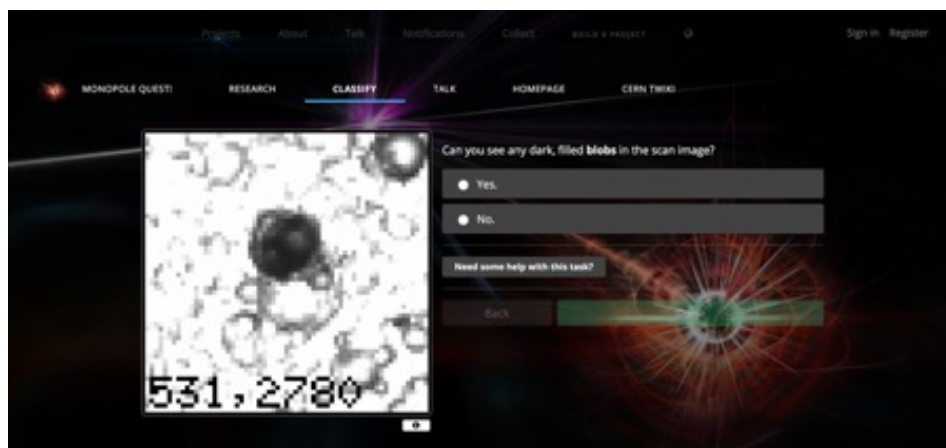 Projects About Talk Notifications Collect BUILD A PROJECT Sign in Register
MONOPOLE QUEST! RESEARCH CLASSIFY TALK HOMEPAGE CERN TWIKI
Can you see any dark, filled blobs in the scan image?
Yes.
No.
Need some help with this task?
Back
531,2780